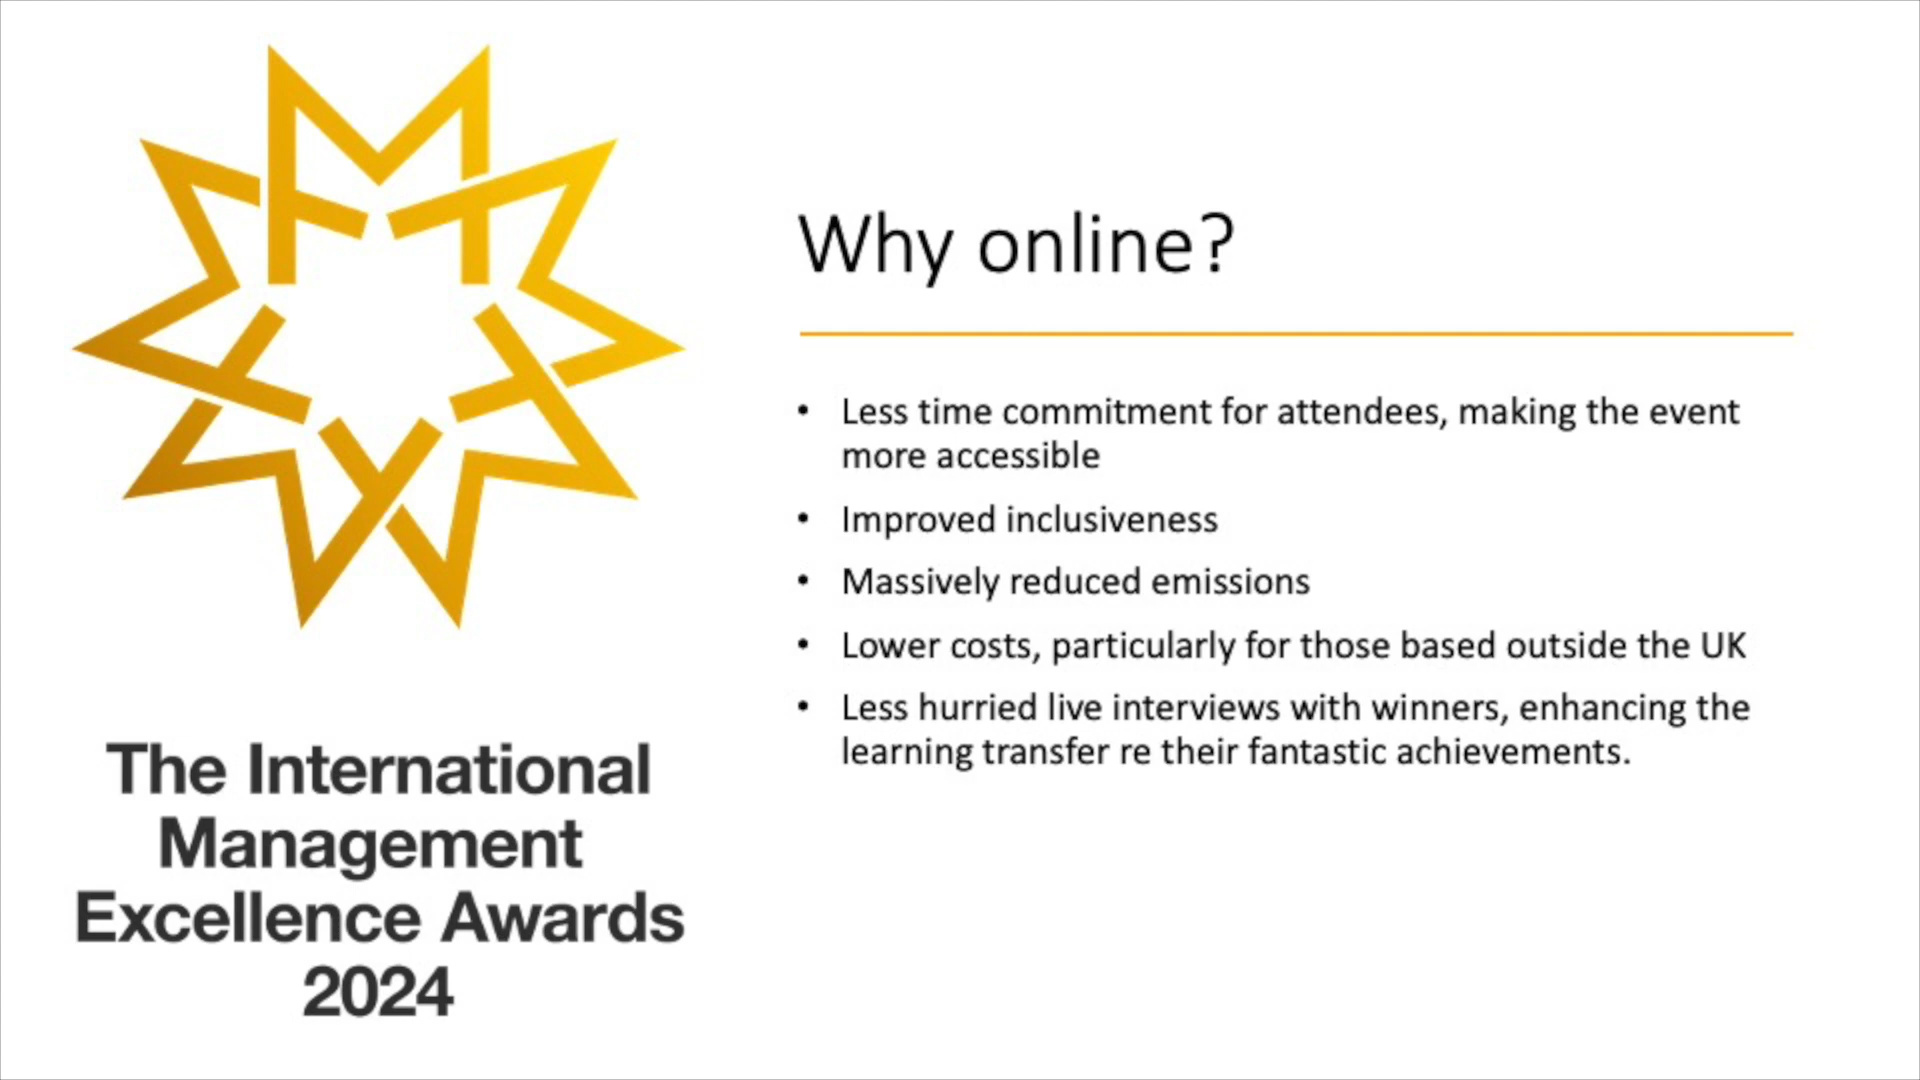 The International
Management
Excellence Awards
2024
Why online?
• Less time commitment for attendees, making the event
more accessible
• Improved inclusiveness
• Massively reduced emissions
• Lower costs, particularly for those based outside the UK
• Less hurried live interviews with winners, enhancing the
learning transfer re their fantastic achievements.